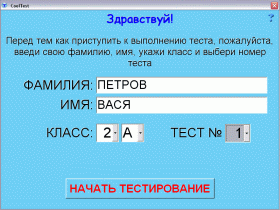 CoolTest
Здравствуй!
?
Перед тем как приступить к выполнению теста, пожалуйста,
введи свою фамилию, имя, укажи класс и выбери номер
теста
ФАМИЛИЯ: ПЕТРОВ
ИМЯ: ВАСЯ
КЛАСС: 2 А ТЕСТ № 1
НАЧАТЬ ТЕСТИРОВАНИЕ